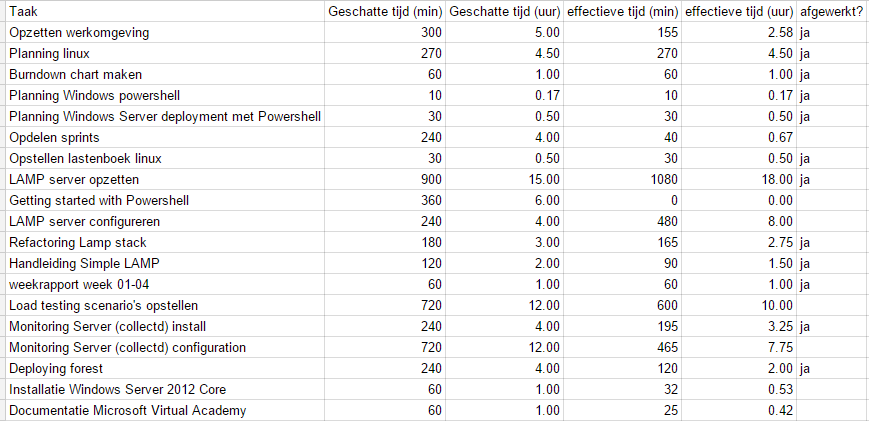 Taak Geschatte tijd (min) Geschatte tijd (uur) effectieve tijd (min) effectieve tijd (uur) afgewerkt?
Opzetten werkomgeving 300 5.00 155 2.58 ja
Planning linux 270 4.50 270 4.50 ja
Burndown chart maken 60 1.00 60 1.00 ja
Planning Windows powershell 10 0.17 10 0.17 ja
Planning Windows Server deployment met Powershell 30 0.50 30 0.50 ja
Opdelen sprints 240 4.00 40 0.67
Opstellen lastenboek linux 30 0.50 30 0.50 ja
LAMP server opzetten 900 15.00 1080 18.00 ja
Getting started with Powershell 360 6.00 0 0.00
LAMP server configureren 240 4.00 480 8.00
Refactoring Lamp stack 180 3.00 165 2.75 ja
Handleiding Simple LAMP 120 2.00 90 1.50 ja
weekrapport week 01-04 60 1.00 60 1.00 ja
Load testing scenario's opstellen 720 12.00 600 10.00
Monitoring Server (collectd) install 240 4.00 195 3.25 ja
Monitoring Server (collectd) configuration 720 12.00 465 7.75
Deploying forest 240 4.00 120 2.00 ja
Installatie Windows Server 2012 Core 60 1.00 32 0.53
Documentatie Microsoft Virtual Academy 60 1.00 25 0.42